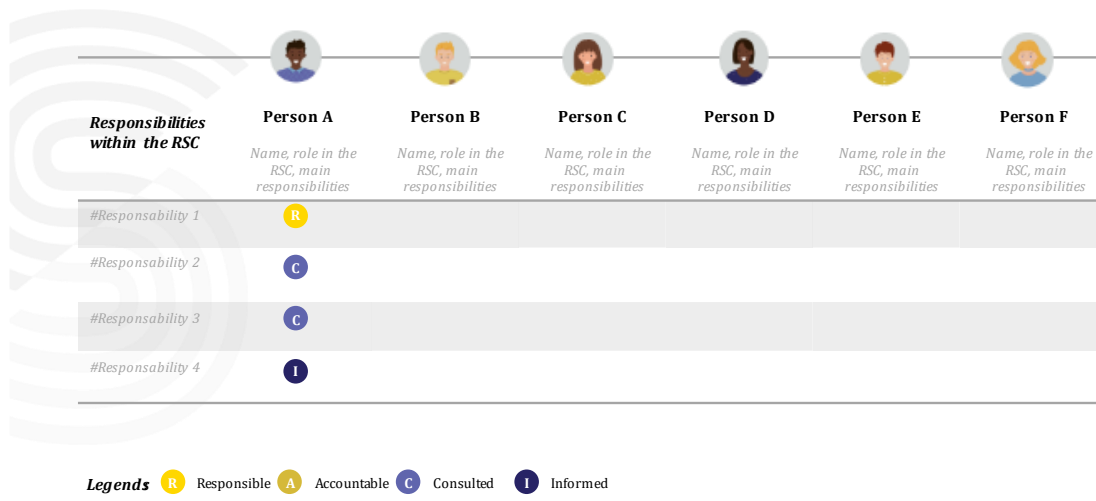 Responsibilities
within the RSC
Person A
Person B
Person C
Person D
Person E
Person F
Name, role in the
RSC, main
responsibilities
Name, role in the
RSC, main
responsibilities
Name, role in the
RSC, main
responsibilities
Name, role in the
RSC, main
responsibilities
Name, role in the
RSC, main
responsibilities
Name, role in the
RSC, main
responsibilities
#Responsability 1
R
#Responsability 2
C
#Responsability 3
C
#Responsability 4
I
Legends: R Responsible A Accountable C Consulted I Informed